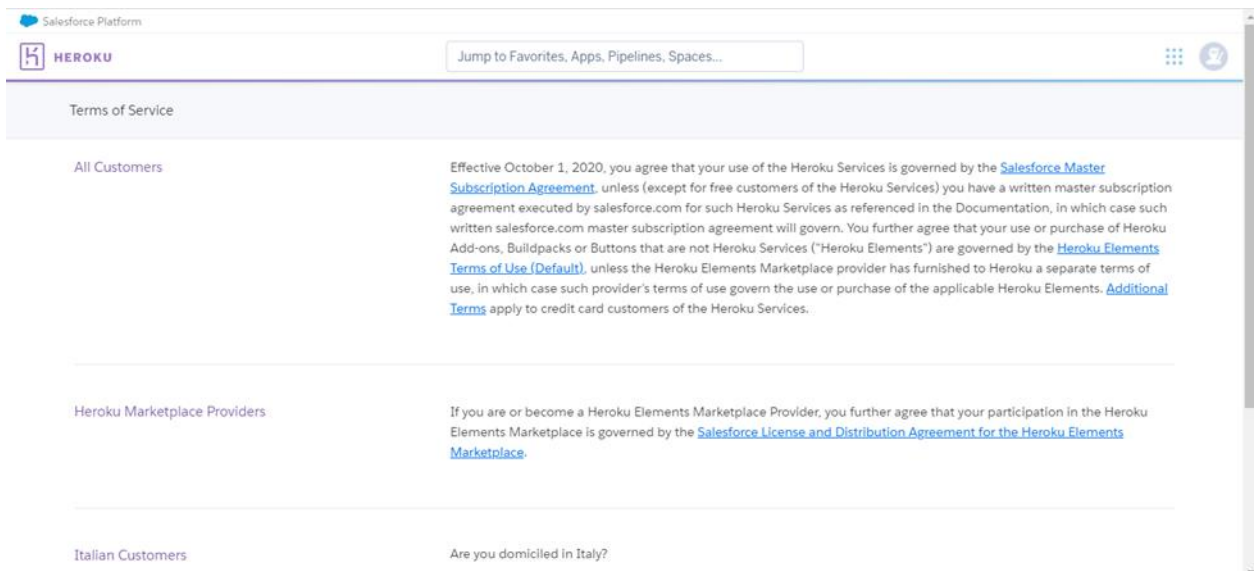 Salesforce Platform
HEROKU
Jump to Favorites, Apps, Pipelines, Spaces...
Terms of Service
All Customers
Effective October 1, 2020, you agree that your use of the Heroku Services is governed by the Salesforce Master
Subscription Agreement, unless (except for free customers of the Heroku Services) you have a written master subscription
agreement executed by salesforce.com for such Heroku Services as referenced in the Documentation, in which case such
written salesforce.com master subscription agreement will govern. You further agree that your use or purchase of Heroku
Add-ons, Buildpacks or Buttons that are not Heroku Services ("Heroku Elements") are governed by the Heroku Elements
Terms of Use (Default), unless the Heroku Elements Marketplace provider has furnished to Heroku a separate terms of
use, in which case such provider's terms of use govern the use or purchase of the applicable Heroku Elements. Additional
Terms apply to credit card customers of the Heroku Services.
Heroku Marketplace Providers
If you are or become a Heroku Elements Marketplace Provider, you further agree that your participation in the Heroku
Elements Marketplace is governed by the Salesforce License and Distribution Agreement for the Heroku Elements
Marketplace.
Italian Customers
Are you domiciled in Italy?